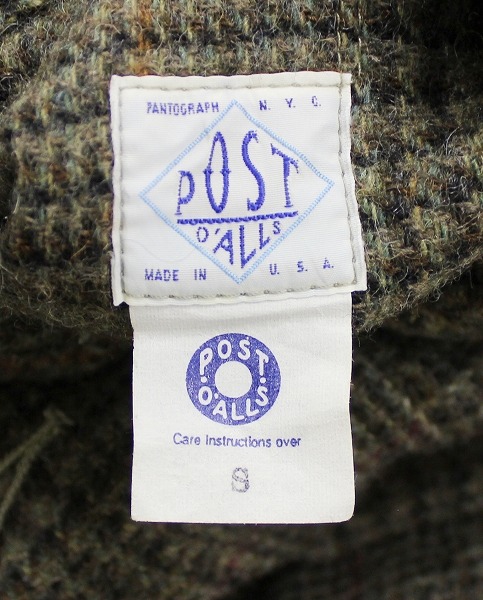 PANTOGRAPH N. Y. C.
POST
O'ALLS
MADE IN U. S. A.
POST
O'ALLS
Care instructions over
S